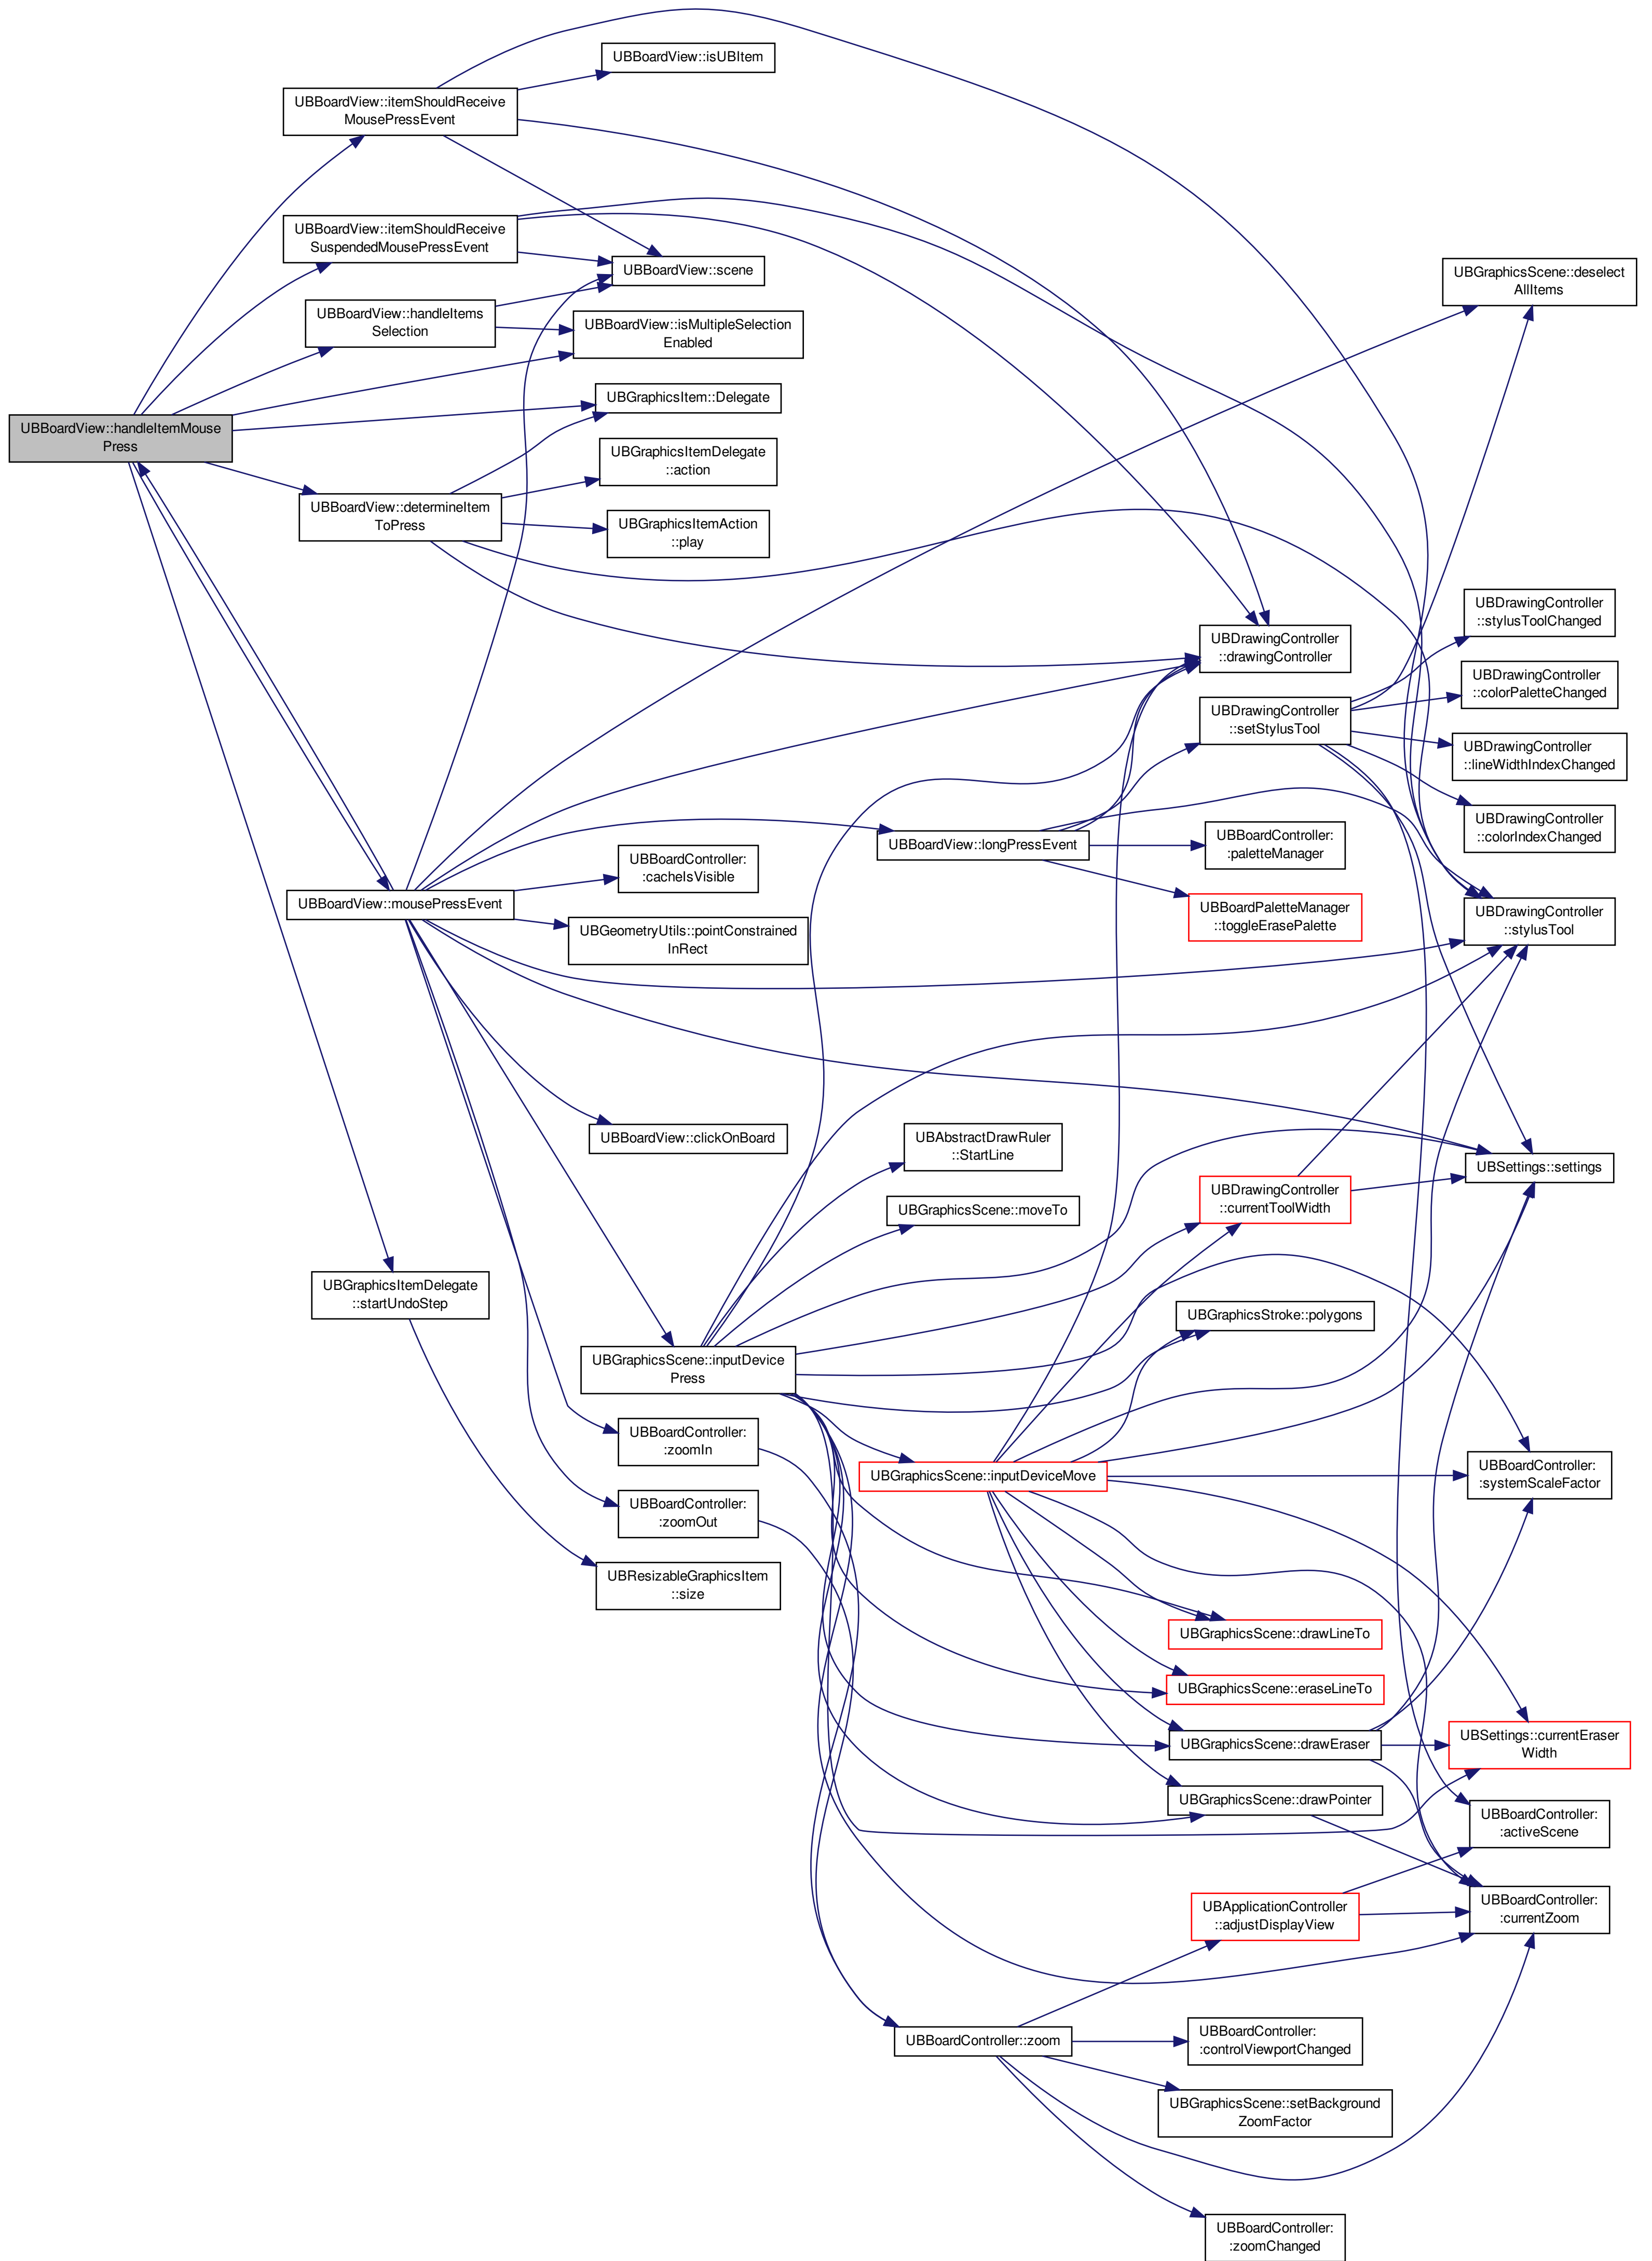 UBBoardView::isUBItem
UBBoardView::itemShouldReceive
MousePressEvent
UBBoardView::itemShouldReceive
SuspendedMousePressEvent
UBBoardView::scene
UBGraphicsScene::deselect
AllItems
UBBoardView::handleItems
Selection
UBBoardView::isMultipleSelection
Enabled
UBGraphicsItem::Delegate
UBBoardView::handleItemMouse
Press
UBGraphicsItemDelegate
::action
UBBoardView::determineItem
ToPress
UBGraphicsItemAction
::play
UBDrawingController
::stylusToolChanged
UBDrawingController
::drawingController
UBDrawingController
::colorPaletteChanged
UBDrawingController
::setStylusTool
UBDrawingController
::lineWidthIndexChanged
UBDrawingController
::colorIndexChanged
UBBoardView::longPressEvent
UBBoardController:
:paletteManager
UBBoardController:
:cacheIsVisible
UBBoardView::mousePressEvent
UBBoardPaletteManager
::toggleErasePalette
UBDrawingController
::stylusTool
UBGeometryUtils::pointConstrained
InRect
UBBoardView::clickOnBoard
UBAbstractDrawRuler
::StartLine
UBSettings::settings
UBDrawingController
::currentToolWidth
UBGraphicsScene::moveTo
UBGraphicsItemDelegate
::startUndoStep
UBGraphicsStroke::polygons
UBGraphicsScene::inputDevice
Press
UBBoardController:
:zoomIn
UBGraphicsScene::inputDeviceMove
UBBoardController:
:systemScaleFactor
UBBoardController:
:zoomOut
UBResizableGraphicsItem
::size
UBGraphicsScene::drawLineTo
UBGraphicsScene::eraseLineTo
UBGraphicsScene::drawEraser
UBSettings::currentEraser
Width
UBGraphicsScene::drawPointer
UBBoardController:
:activeScene
UBApplicationController
::adjustDisplayView
UBBoardController:
:currentZoom
UBBoardController::zoom
UBBoardController:
:controlViewportChanged
UBGraphicsScene::setBackground
ZoomFactor
UBBoardController:
:zoomChanged